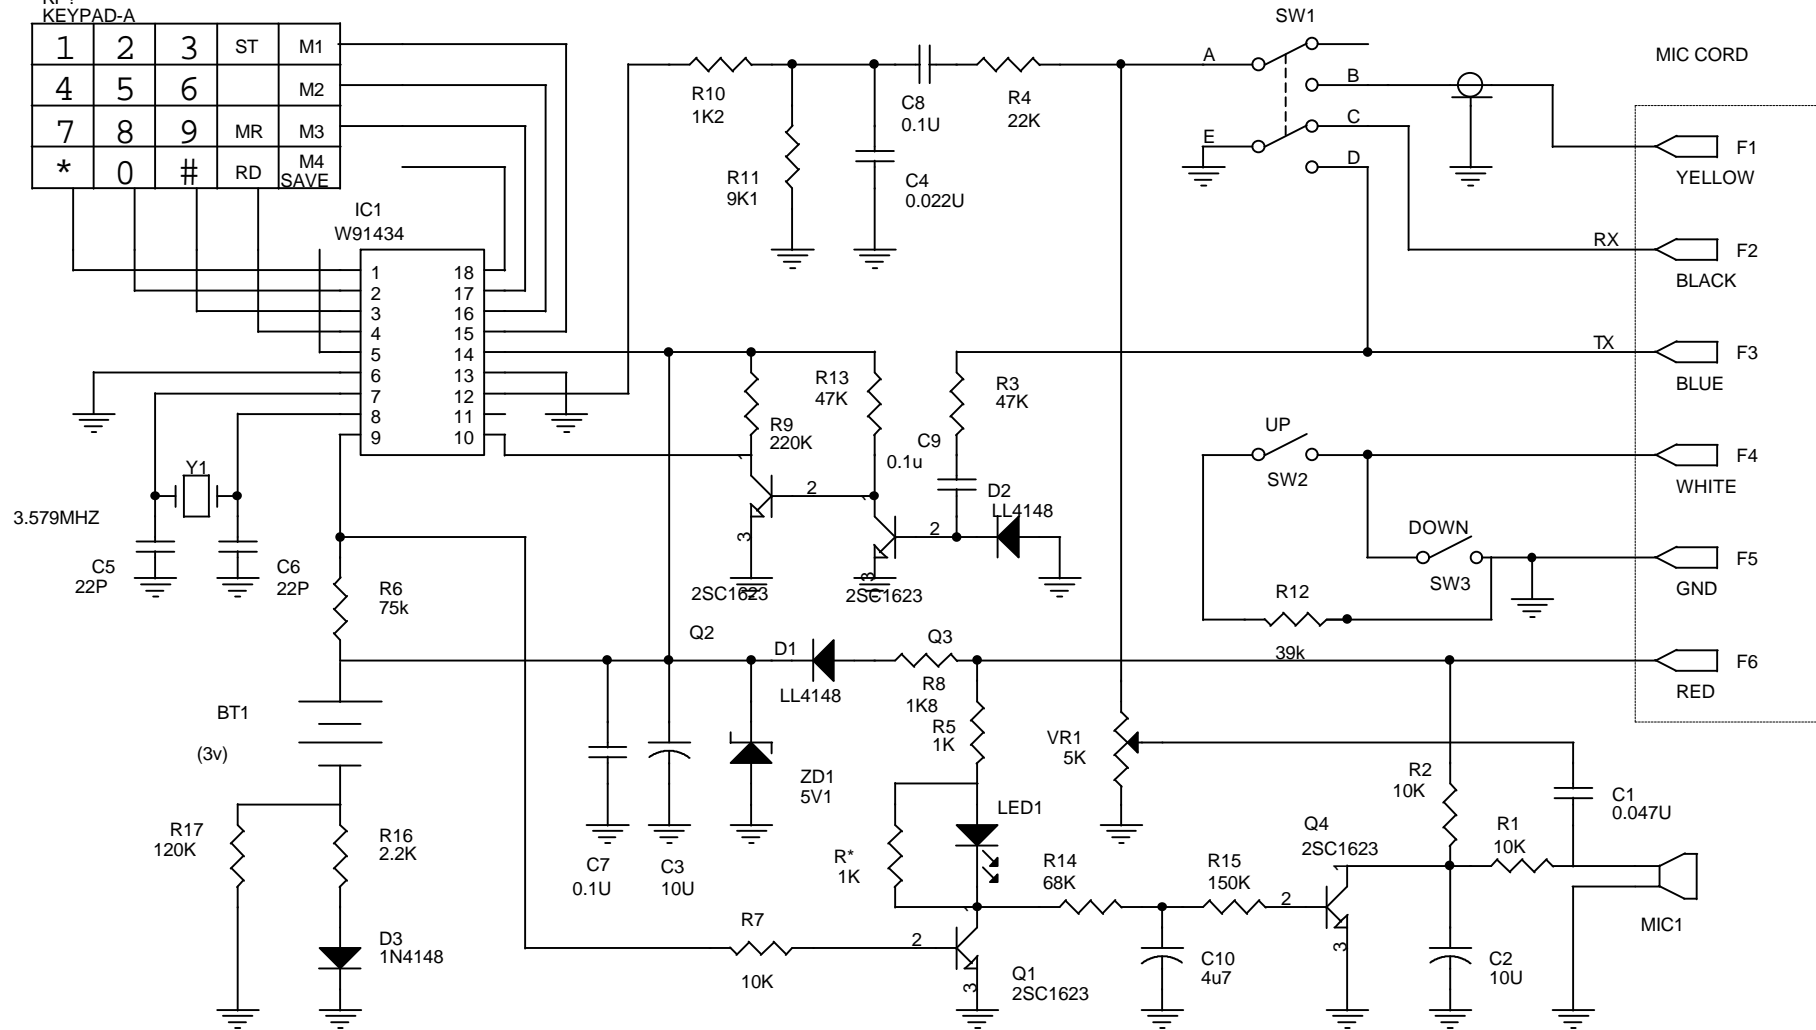 KEYPAD-A
1 2 3 ST M1
4 5 6 M2
7 8 9 MR M3
* 0 # RD M4
SAVE
IC1
W91434
1 18
2 17
3 16
4 15
5 14
6 13
7 12
8 11
9 10
R10
1K2
R11
9K1
C8
0.1U
C4
0.022U
R4
22K
SW1
A
B
C
D
E
MIC CORD
F1
YELLOW
RX
F2
BLACK
TX
F3
BLUE
F4
WHITE
F5
GND
F6
RED
R13
47K
R9
220K
R3
47K
C9
0.1u
D2
LL4148
1
2
3
2SC1623
1
2
3
2SC1623
Q2
Q3
UP
SW2
DOWN
SW3
R12
39k
Y1
3.579MHZ
C5
22P
C6
22P
R6
75k
BT1
(3v)
D1
LL4148
R8
1K8
R5
1K
VR1
5K
ZD1
5V1
C7
0.1U
C3
10U
R17
120K
R16
2.2K
D3
1N4148
R7
10K
LED1
R*
1K
R14
68K
R15
150K
C10
4u7
1
2
3
Q1
2SC1623
Q4
2SC1623
1
2
3
R2
10K
R1
10K
C1
0.047U
C2
10U
MIC1